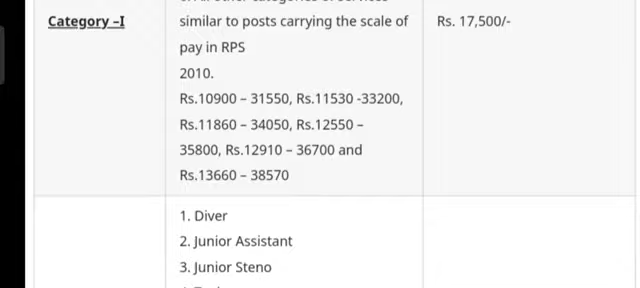 Category –I
similar to posts carrying the scale of
Rs. 17,500/-
pay in RPS
2010.
Rs.10900 – 31550, Rs.11530 -33200,
Rs.11860 – 34050, Rs.12550 –
35800, Rs.12910 – 36700 and
Rs.13660 – 38570
1. Diver
2. Junior Assistant
3. Junior Steno